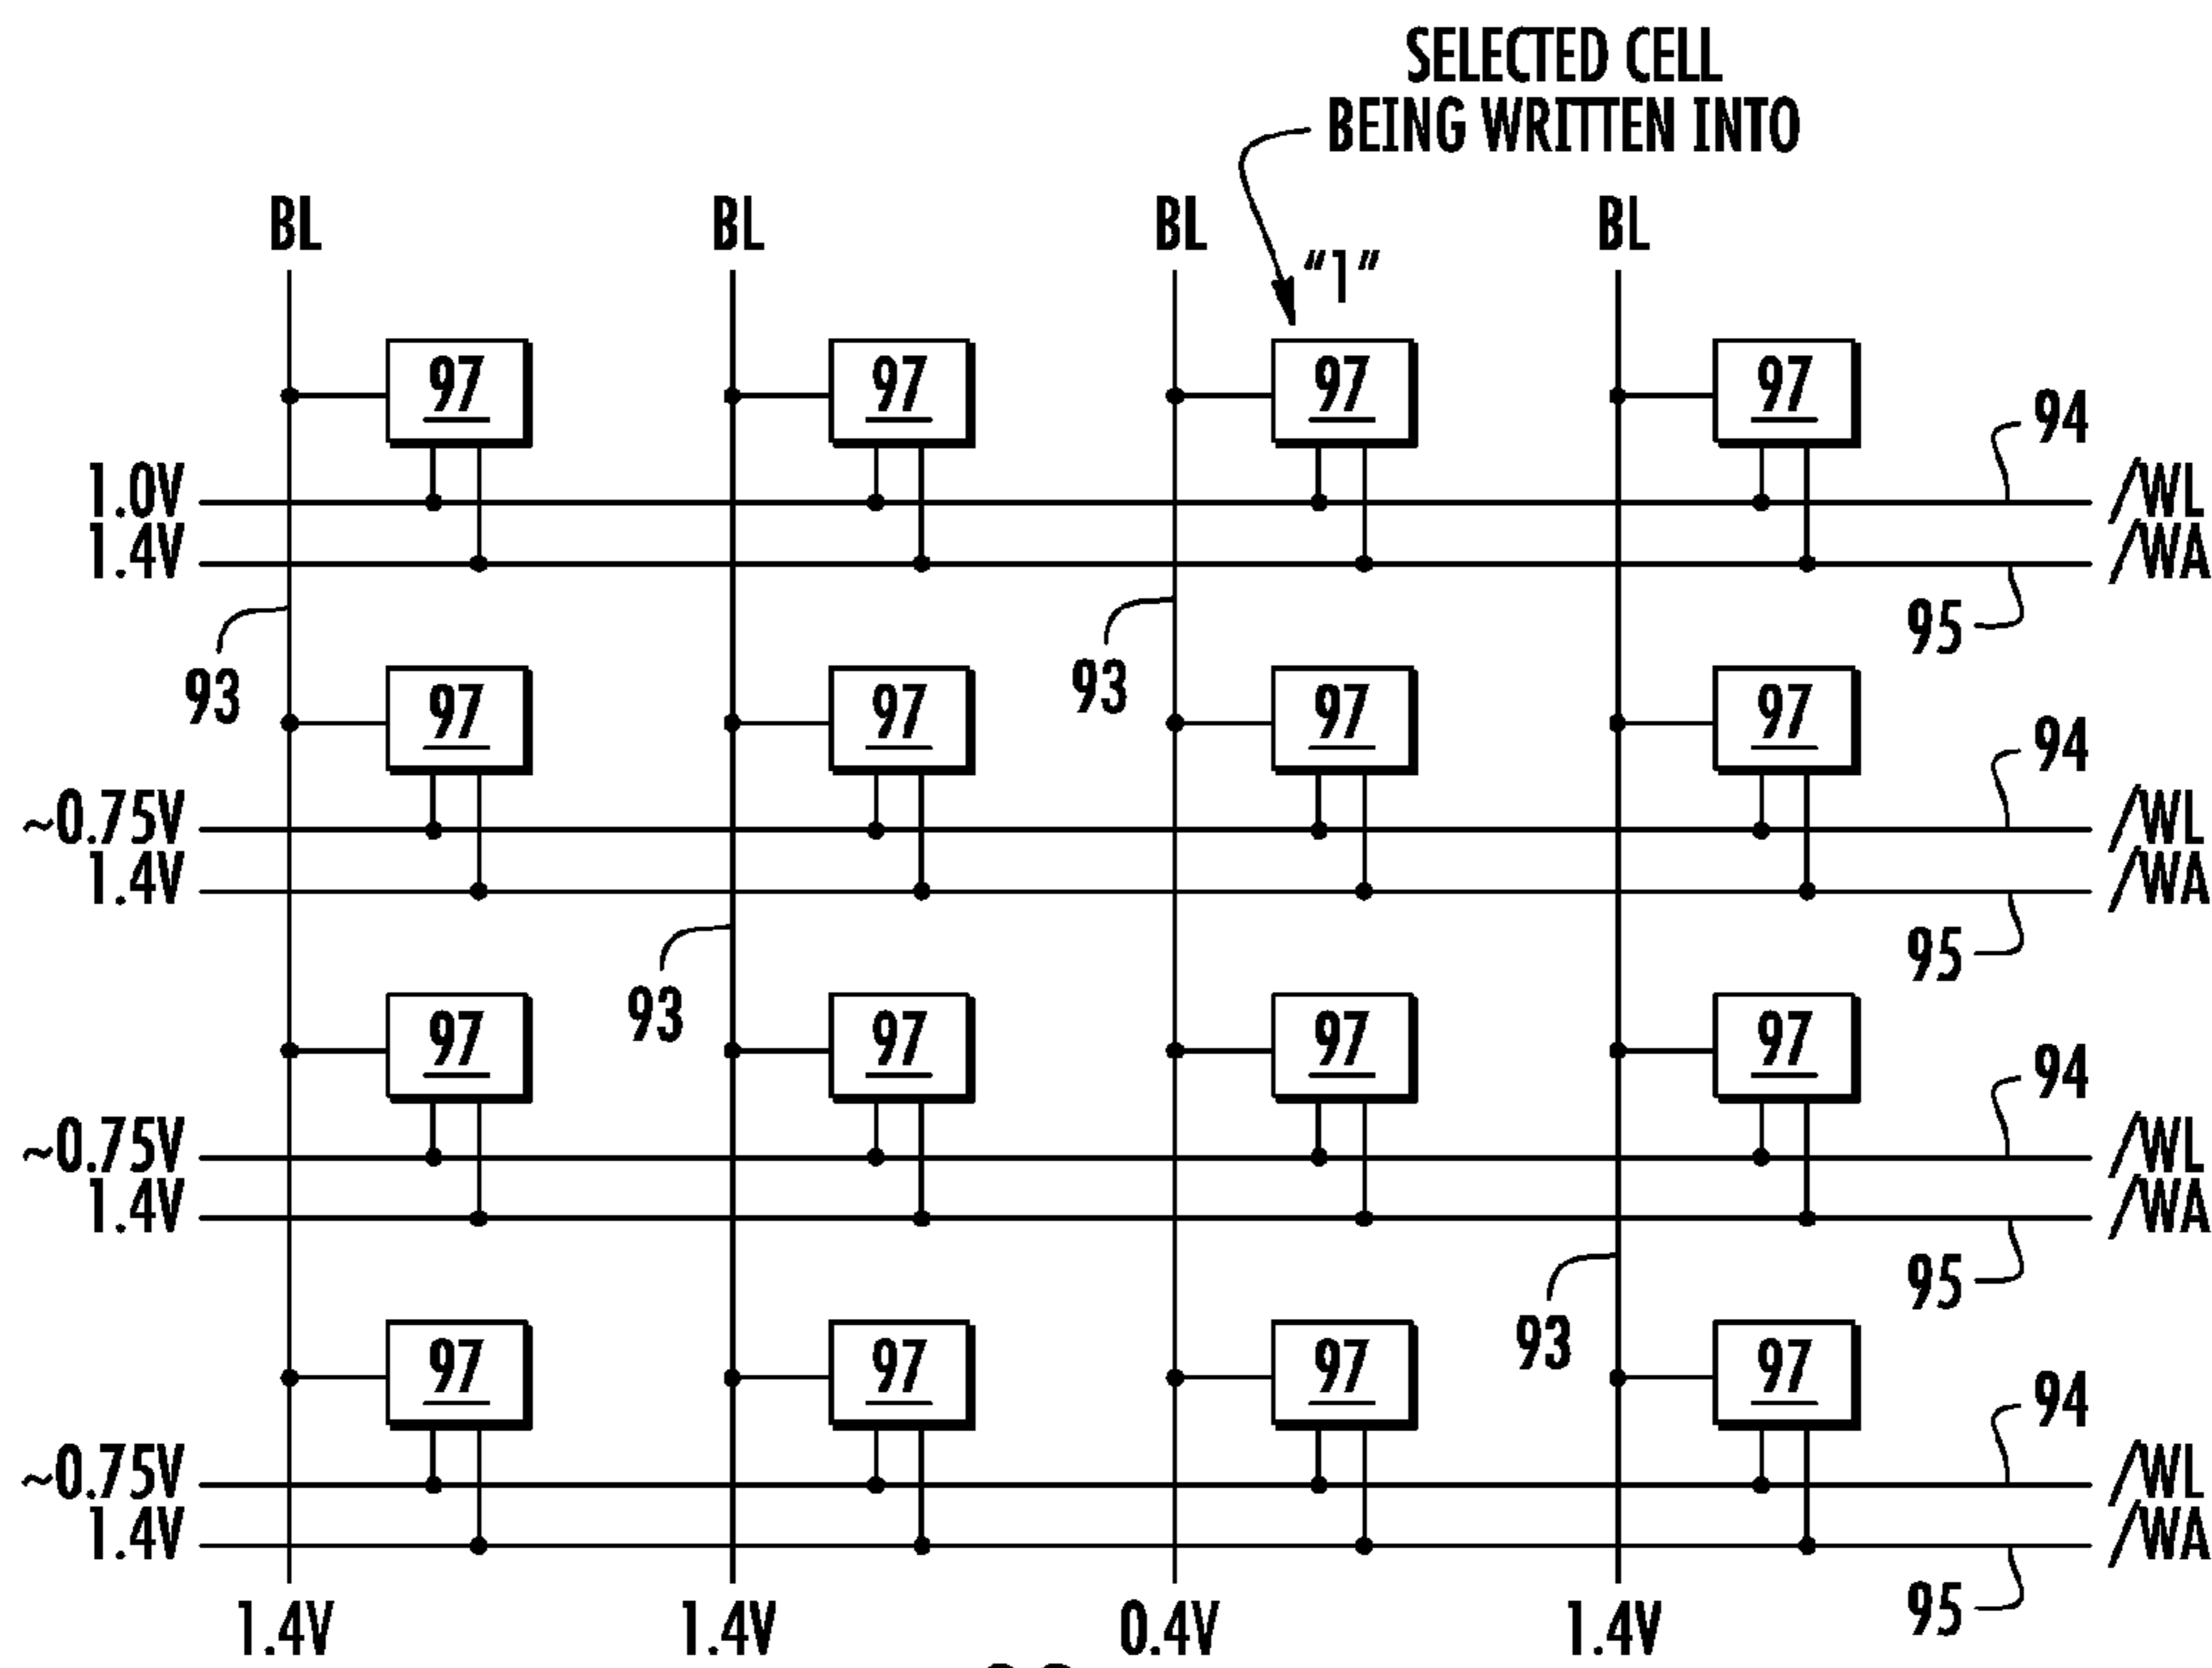 SELECTED CELL
BEING WRITTEN INTO
BL BL BL BL
"1"
97 97 97 97
94
1.0V /WL
1.4V /WA
95
93 93
97 97 97 97
94
~0.75V /WL
1.4V /WA
95
93
97 97 97 97
94
~0.75V /WL
1.4V /WA
95
93
97 97 97 97
94
~0.75V /WL
1.4V /WA
95
1.4V 1.4V 0.4V 1.4V